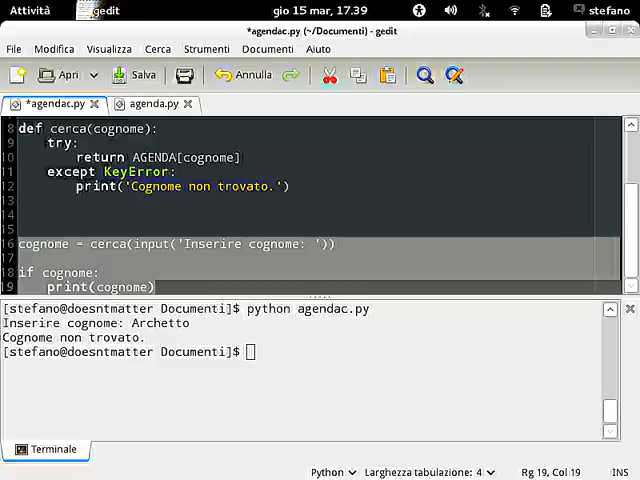 Attività gedit gio 15 mar, 17.39 stefano
*agendac.py (~/Documenti) - gedit
File Modifica Visualizza Cerca Strumenti Documenti Aiuto
Apri Salva Annulla
*agendac.py agenda.py
8 def cerca(cognome):
9 try:
10 return AGENDA[cognome]
11 except KeyError:
12 print('Cognome non trovato.')
13
14
15
16 cognome = cerca(input('Inserire cognome: '))
17
18 if cognome:
19 print(cognome)
[stefano@doesntmatter Documenti]$ python agendac.py
Inserire cognome: Archetto
Cognome non trovato.
[stefano@doesntmatter Documenti]$
Terminale
Python Larghezza tabulazione: 4 Rg 19, Col 19 INS